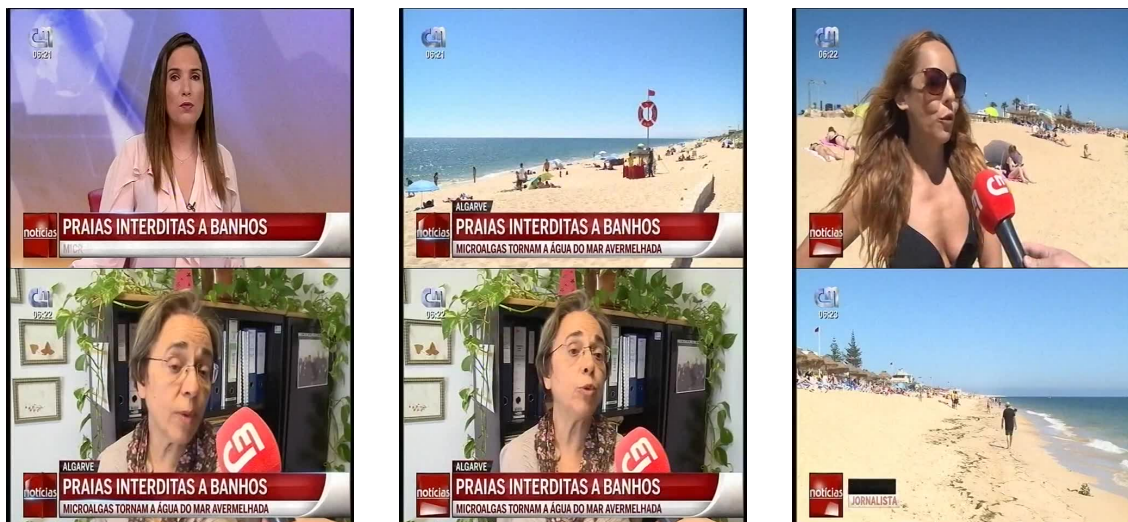 CM
06:21
notícias
PRAIAS INTERDITAS A BANHOS
CM
06:21
ALGARVE
notícias
PRAIAS INTERDITAS A BANHOS
MICROALGAS TORNAM A ÁGUA DO MAR AVERMELHADA
CM
06:22
CM
notícias
CM
06:22
CM
ALGARVE
notícias
PRAIAS INTERDITAS A BANHOS
MICROALGAS TORNAM A ÁGUA DO MAR AVERMELHADA
CM
06:22
CM
ALGARVE
notícias
PRAIAS INTERDITAS A BANHOS
MICROALGAS TORNAM A ÁGUA DO MAR AVERMELHADA
CM
06:23
notícias
JORNALISTA